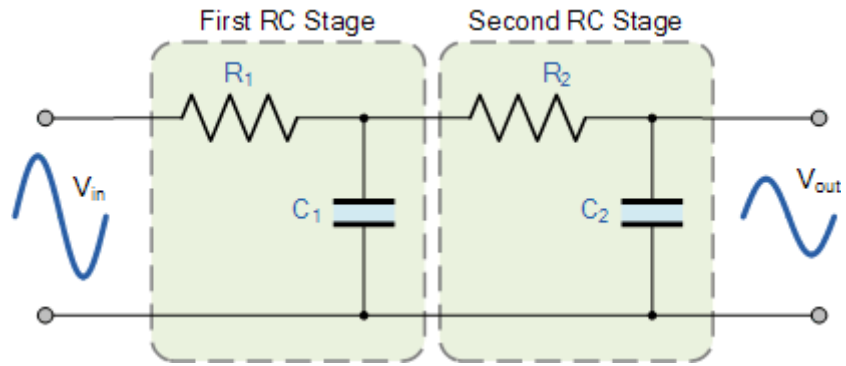 First RC Stage
Second RC Stage
R1
R2
Vin
C1
C2
Vout